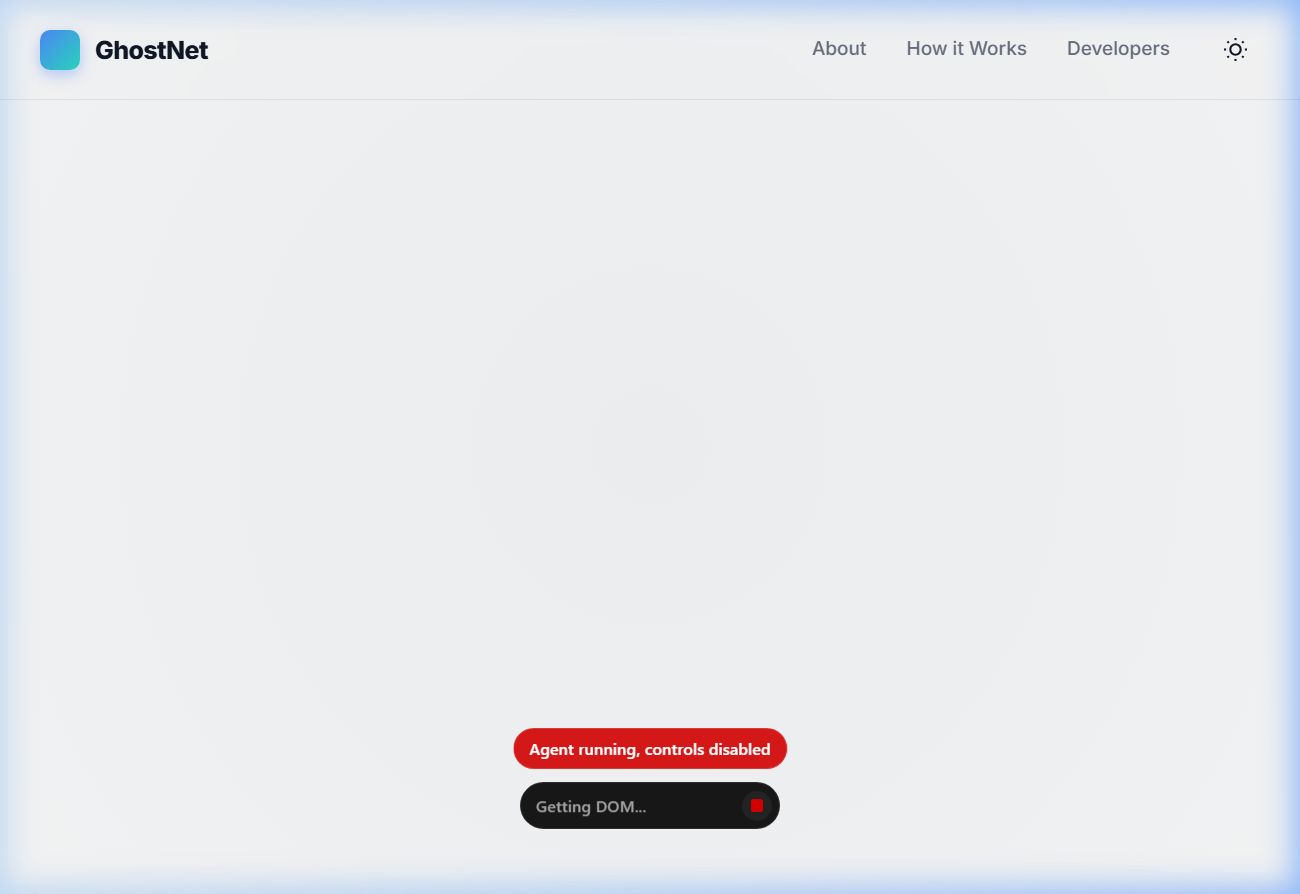 GhostNet
About How it Works Developers
Agent running, controls disabled
Getting DOM...